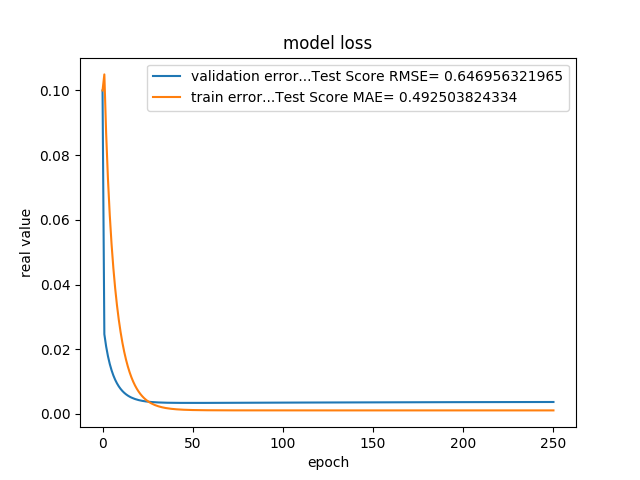 model loss
validation error...Test Score RMSE= 0.646956321965
train error...Test Score MAE= 0.492503824334
real value
0.10
0.08
0.06
0.04
0.02
0.00
0 50 100 150 200 250
epoch